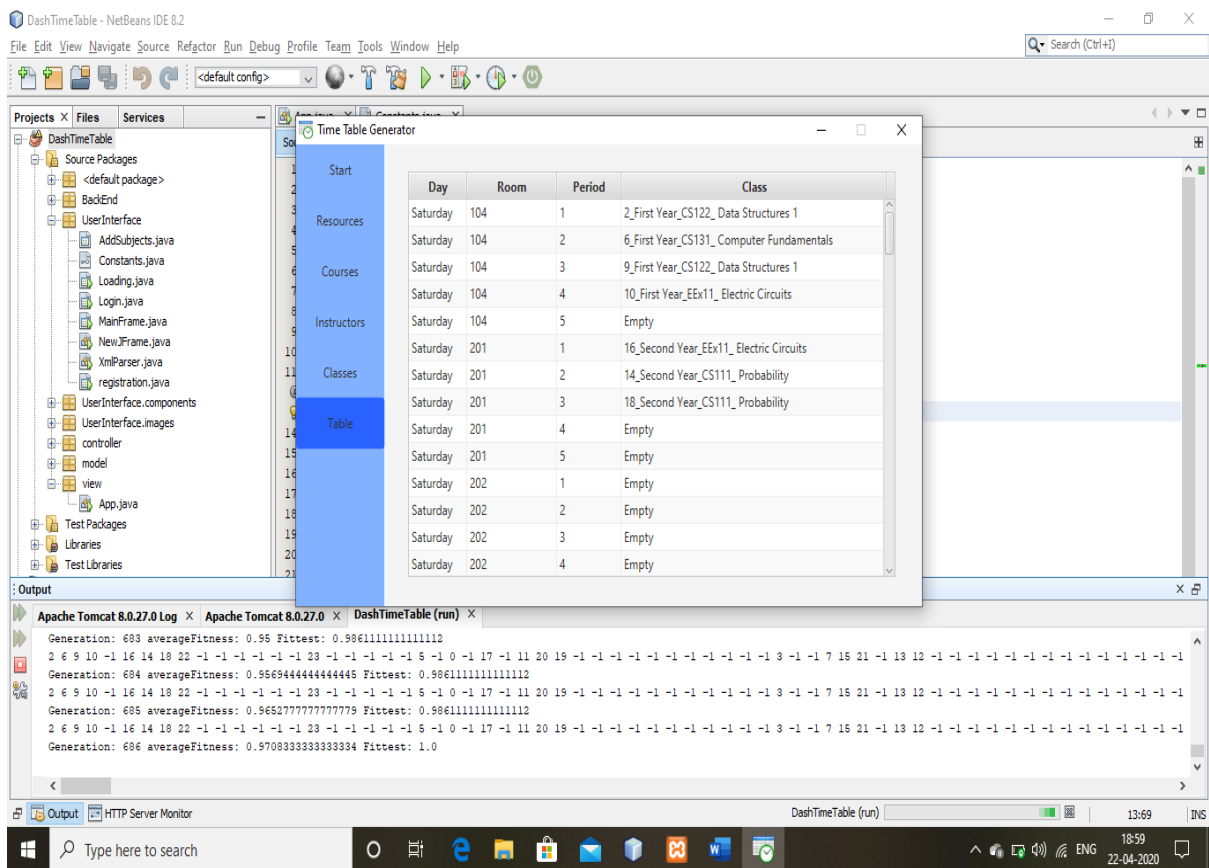 DashTimeTable - NetBeans IDE 8.2
File Edit View Navigate Source Refactor Run Debug Profile Team Tools Window Help
Search (Ctrl+I)
<default config>
Projects Files Services
App.java Constants.java
DashTimeTable
Source Packages
<default package>
BackEnd
UserInterface
AddSubjects.java
Constants.java
Loading.java
Login.java
MainFrame.java
NewJFrame.java
XmlParser.java
registration.java
UserInterface.components
UserInterface.images
controller
model
view
App.java
Test Packages
Libraries
Test Libraries
Time Table Generator
Start
Resources
Courses
Instructors
Classes
Table
Day Room Period Class
Saturday 104 1 2_First Year_CS122_ Data Structures 1
Saturday 104 2 6_First Year_CS131_ Computer Fundamentals
Saturday 104 3 9_First Year_CS122_ Data Structures 1
Saturday 104 4 10_First Year_EEx11_ Electric Circuits
Saturday 104 5 Empty
Saturday 201 1 16_Second Year_EEx11_ Electric Circuits
Saturday 201 2 14_Second Year_CS111_ Probability
Saturday 201 3 18_Second Year_CS111_ Probability
Saturday 201 4 Empty
Saturday 201 5 Empty
Saturday 202 1 Empty
Saturday 202 2 Empty
Saturday 202 3 Empty
Saturday 202 4 Empty
Output
Apache Tomcat 8.0.27.0 Log Apache Tomcat 8.0.27.0 DashTimeTable (run)
Generation: 683 averageFitness: 0.95 Fittest: 0.9861111111111112
2 6 9 10 -1 16 14 18 22 -1 -1 -1 -1 -1 -1 23 -1 -1 -1 -1 -1 5 -1 0 -1 17 -1 11 20 19 -1 -1 -1 -1 -1 -1 -1 -1 -1 -1 -1 3 -1 -1 7 15 21 -1 13 12 -1 -1 -1 -1 -1 -1 -1 -1 -1 -1
Generation: 684 averageFitness: 0.9569444444444445 Fittest: 0.9861111111111112
2 6 9 10 -1 16 14 18 22 -1 -1 -1 -1 -1 -1 23 -1 -1 -1 -1 -1 5 -1 0 -1 17 -1 11 20 19 -1 -1 -1 -1 -1 -1 -1 -1 -1 -1 -1 3 -1 -1 7 15 21 -1 13 12 -1 -1 -1 -1 -1 -1 -1 -1 -1 -1
Generation: 685 averageFitness: 0.9652777777777779 Fittest: 0.9861111111111112
2 6 9 10 -1 16 14 18 22 -1 -1 -1 -1 -1 -1 23 -1 -1 -1 -1 -1 5 -1 0 -1 17 -1 11 20 19 -1 -1 -1 -1 -1 -1 -1 -1 -1 -1 -1 3 -1 -1 7 15 21 -1 13 12 -1 -1 -1 -1 -1 -1 -1 -1 -1 -1
Generation: 686 averageFitness: 0.9708333333333334 Fittest: 1.0
Output HTTP Server Monitor DashTimeTable (run) 13:69 INS
Type here to search
ENG
18:59
22-04-2020